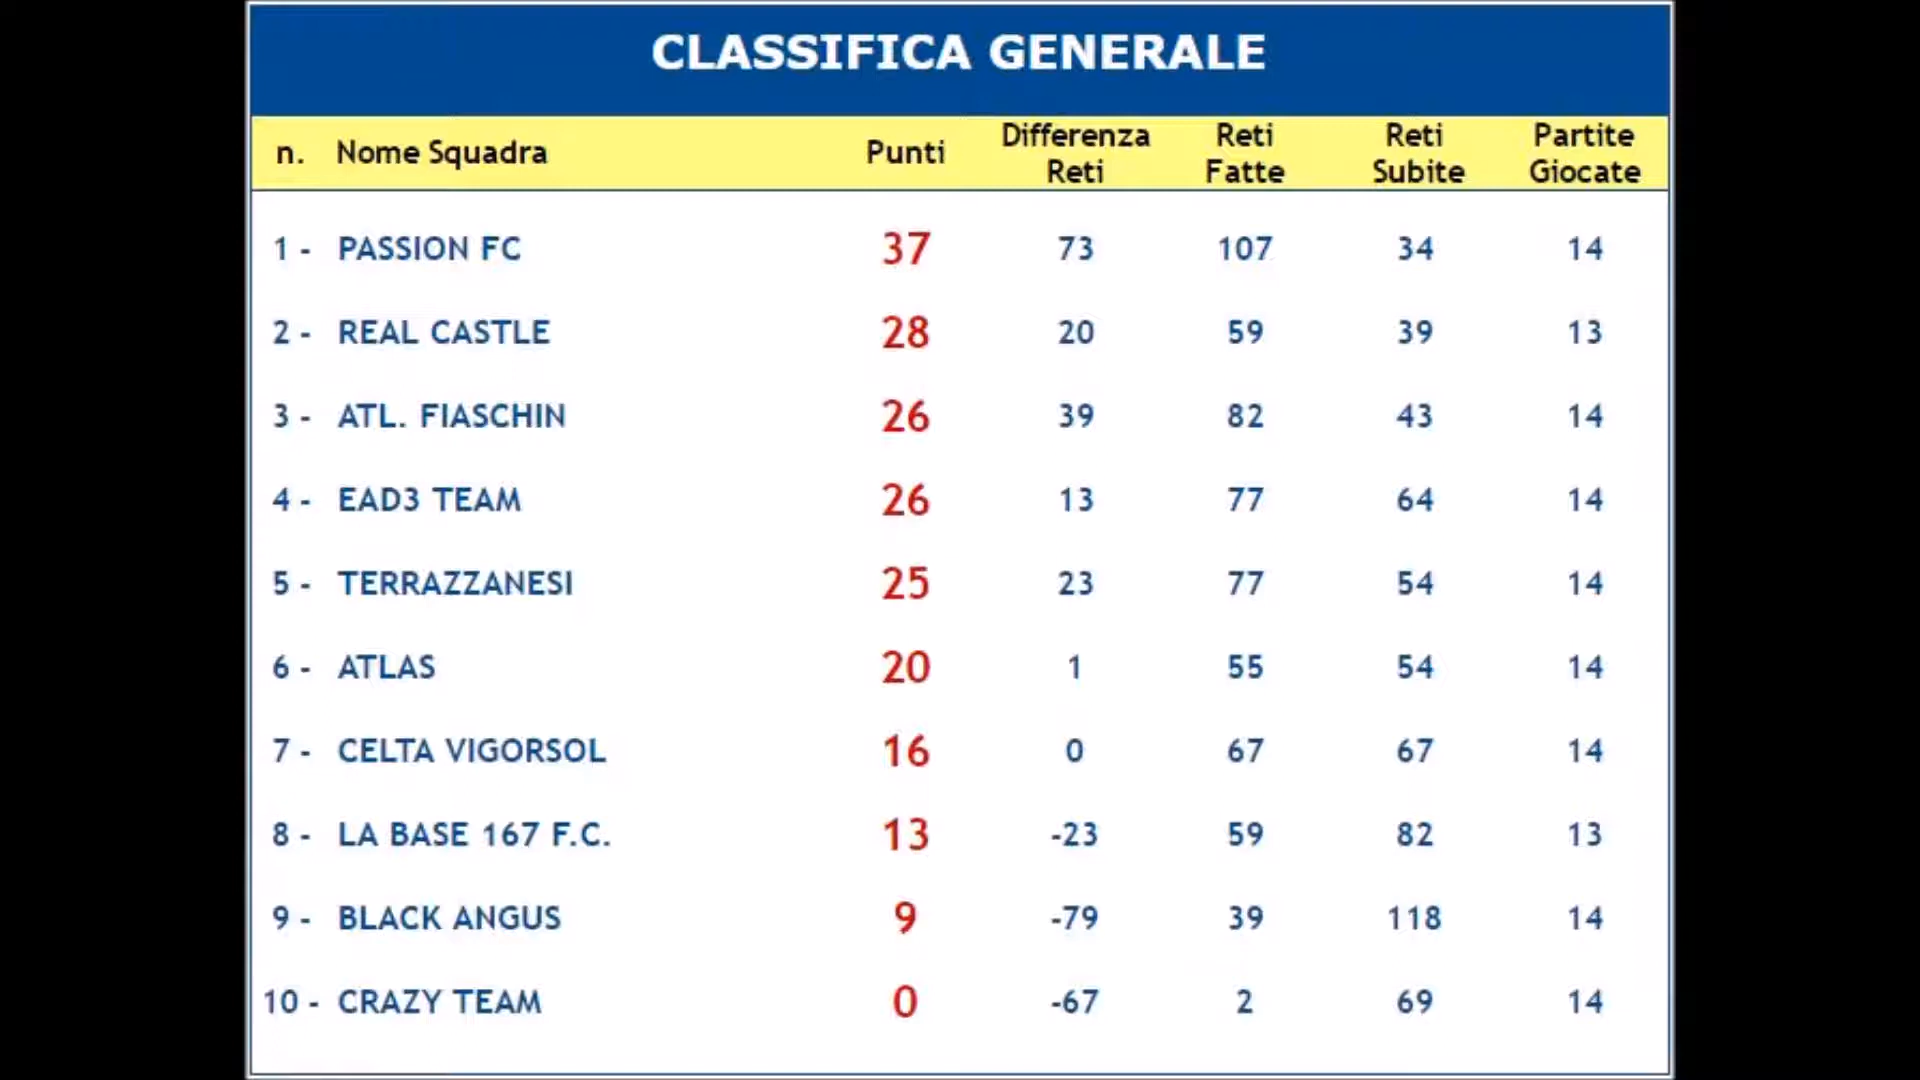 CLASSIFICA GENERALE
n. Nome Squadra Punti Differenza Reti Reti Fatte Reti Subite Partite Giocate
1 - PASSION FC 37 73 107 34 14
2 - REAL CASTLE 28 20 59 39 13
3 - ATL. FIASCHIN 26 39 82 43 14
4 - EAD3 TEAM 26 13 77 64 14
5 - TERRAZZANESI 25 23 77 54 14
6 - ATLAS 20 1 55 54 14
7 - CELTA VIGORSOL 16 0 67 67 14
8 - LA BASE 167 F.C. 13 -23 59 82 13
9 - BLACK ANGUS 9 -79 39 118 14
10 - CRAZY TEAM 0 -67 2 69 14